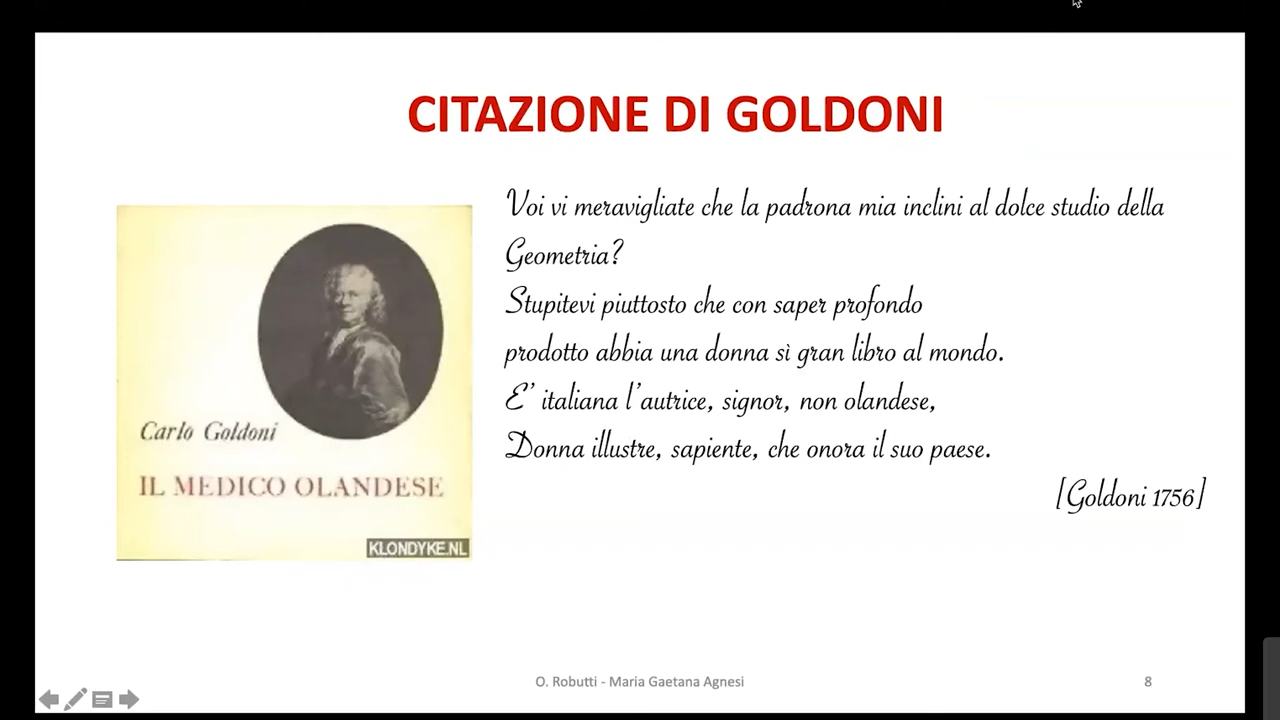 CITAZIONE DI GOLDONI
Voi vi meravigliate che la padrona mia inclini al dolce studio della
Geometria?
Stupitevi piuttosto che con saper profondo
prodotto abbia una donna sì gran libro al mondo.
E' italiana l'autrice, signor, non olandese,
Donna illustre, sapiente, che onora il suo paese.
[Goldoni 1756]
Carlo Goldoni
IL MEDICO OLANDESE
KLONDYKE.NL
O. Robutti - Maria Gaetana Agnesi
8